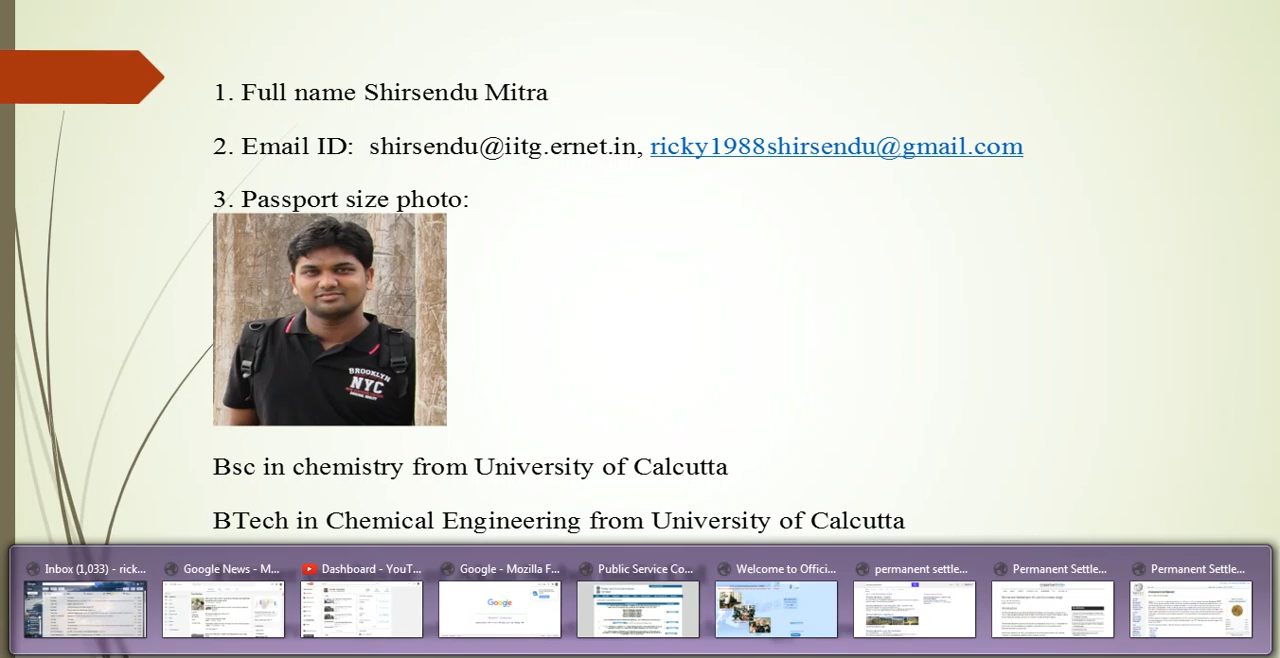 1. Full name Shirsendu Mitra
2. Email ID: shirsendu@iitg.ernet.in, ricky1988shirsendu@gmail.com
3. Passport size photo:
BROOKLYN
NYC
Bsc in chemistry from University of Calcutta
BTech in Chemical Engineering from University of Calcutta
Inbox (1,033) - rick... Google News - M... Dashboard - YouT... Google - Mozilla F... Public Service Co... Welcome to Offici... permanent settle... Permanent Settle... Permanent Settle...
Google